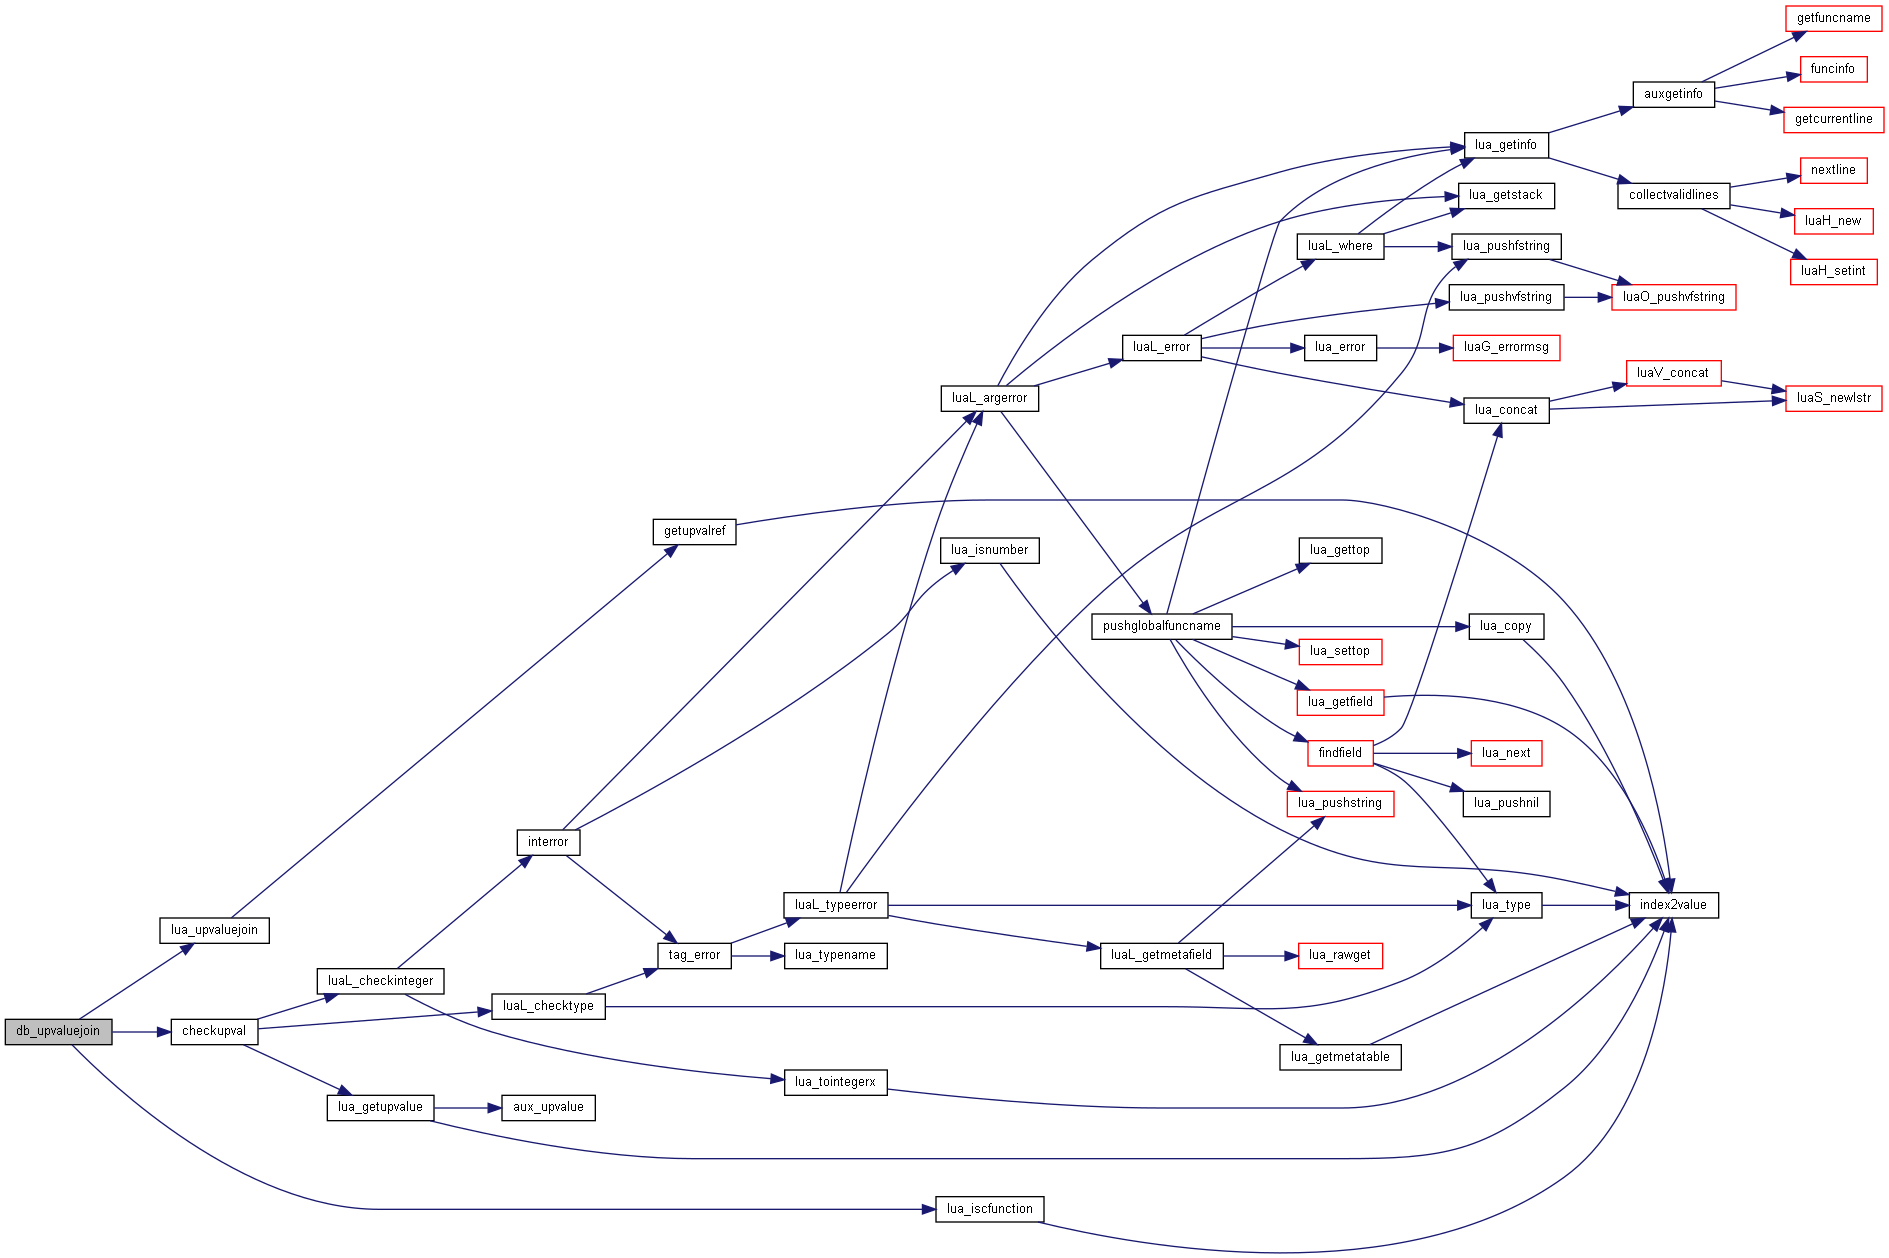 getfuncname
funcinfo
auxgetinfo
getcurrentline
lua_getinfo
nextline
collectvalidlines
lua_getstack
luaH_new
luaL_where
lua_pushfstring
luaH_setint
lua_pushvfstring
luaO_pushvfstring
luaL_error
lua_error
luaG_errormsg
luaV_concat
luaL_argerror
lua_concat
luaS_newlstr
getupvalref
lua_isnumber
lua_gettop
pushglobalfuncname
lua_copy
lua_settop
lua_getfield
findfield
lua_next
lua_pushstring
lua_pushnil
interror
luaL_typeerror
lua_type
index2value
lua_upvaluejoin
tag_error
lua_typename
luaL_getmetafield
lua_rawget
luaL_checkinteger
luaL_checktype
db_upvaluejoin
checkupval
lua_getmetatable
lua_tointegerx
lua_getupvalue
aux_upvalue
lua_iscfunction